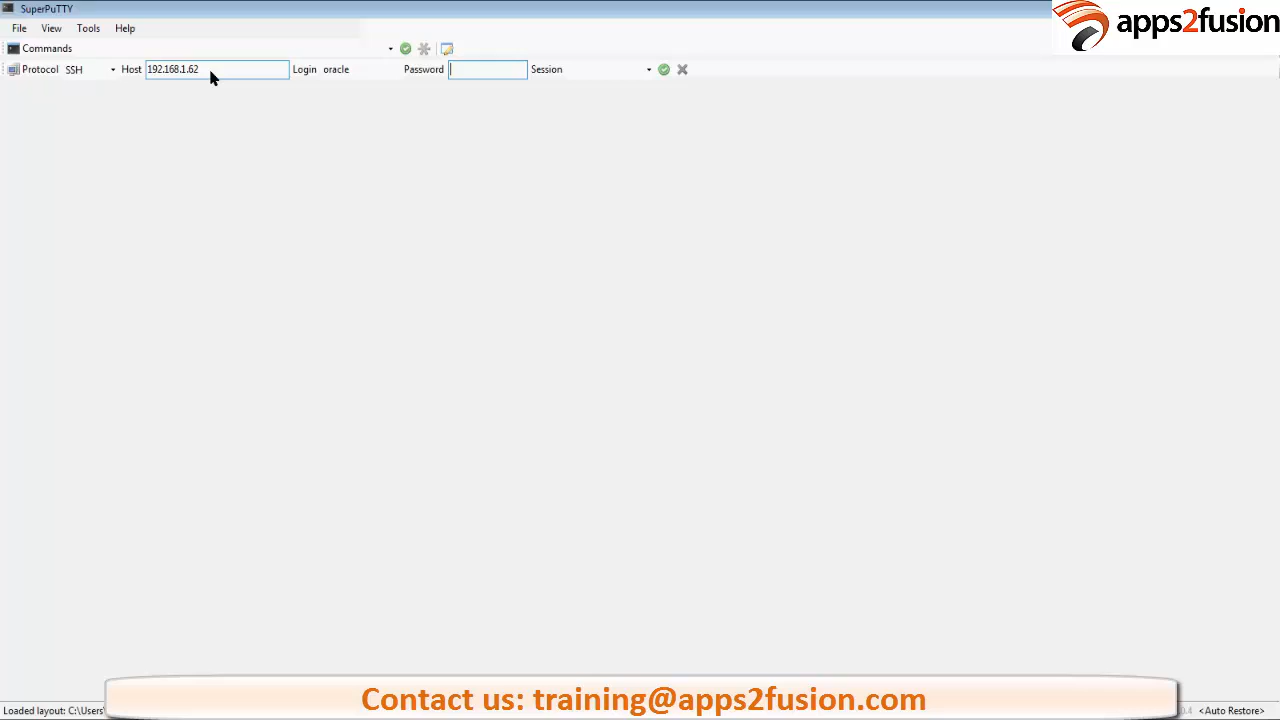 SuperPuTTY
apps2fusion
File View Tools Help
Commands
Protocol SSH Host 192.168.1.62 Login oracle Password Session
Contact us: training@apps2fusion.com
Loaded layout: C:\Users <Auto Restore>